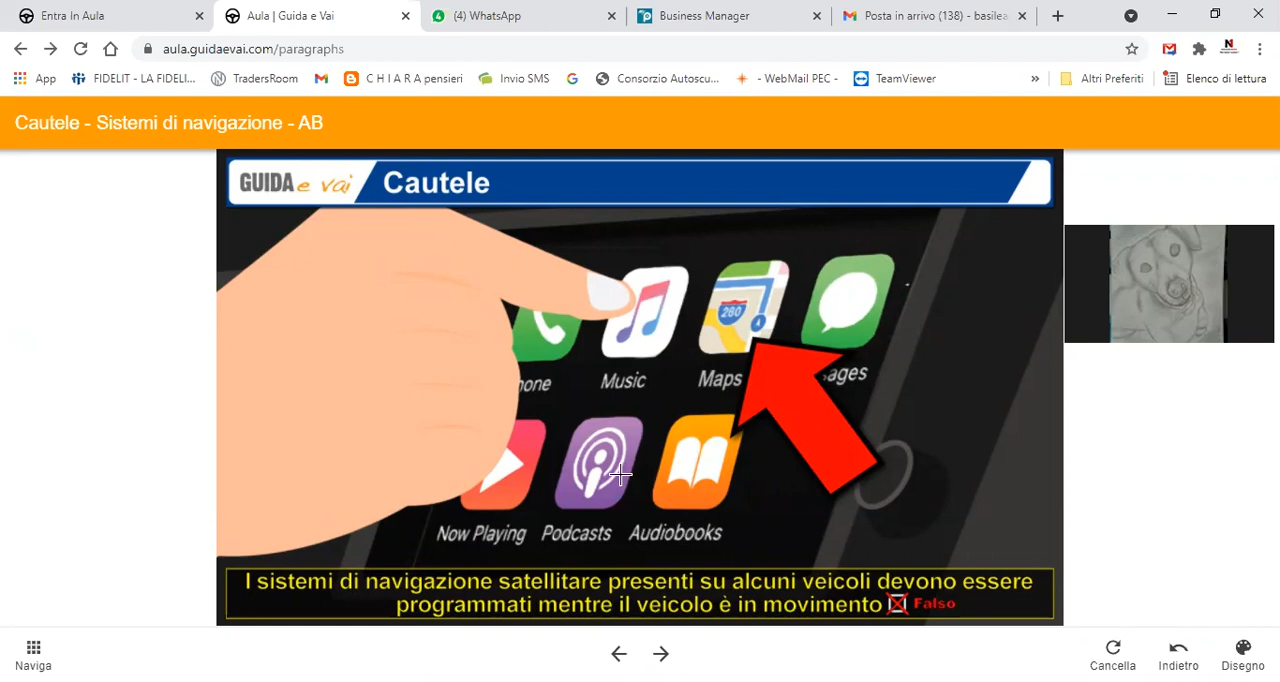 Entra In Aula
Aula | Guida e Vai
(4) WhatsApp
Business Manager
Posta in arrivo (138) - basilea
aula.guidaevai.com/paragraphs
App
FIDELIT - LA FIDELI...
TradersRoom
C H I A R A pensieri
Invio SMS
Consorzio Autoscu...
- WebMail PEC -
TeamViewer
»
Altri Preferiti
Elenco di lettura
Cautele - Sistemi di navigazione - AB
GUIDA e vai
Cautele
280
hone
Music
Maps
ages
Now Playing
Podcasts
Audiobooks
I sistemi di navigazione satellitare presenti su alcuni veicoli devono essere
programmati mentre il veicolo è in movimento Falso
Naviga
Cancella
Indietro
Disegno